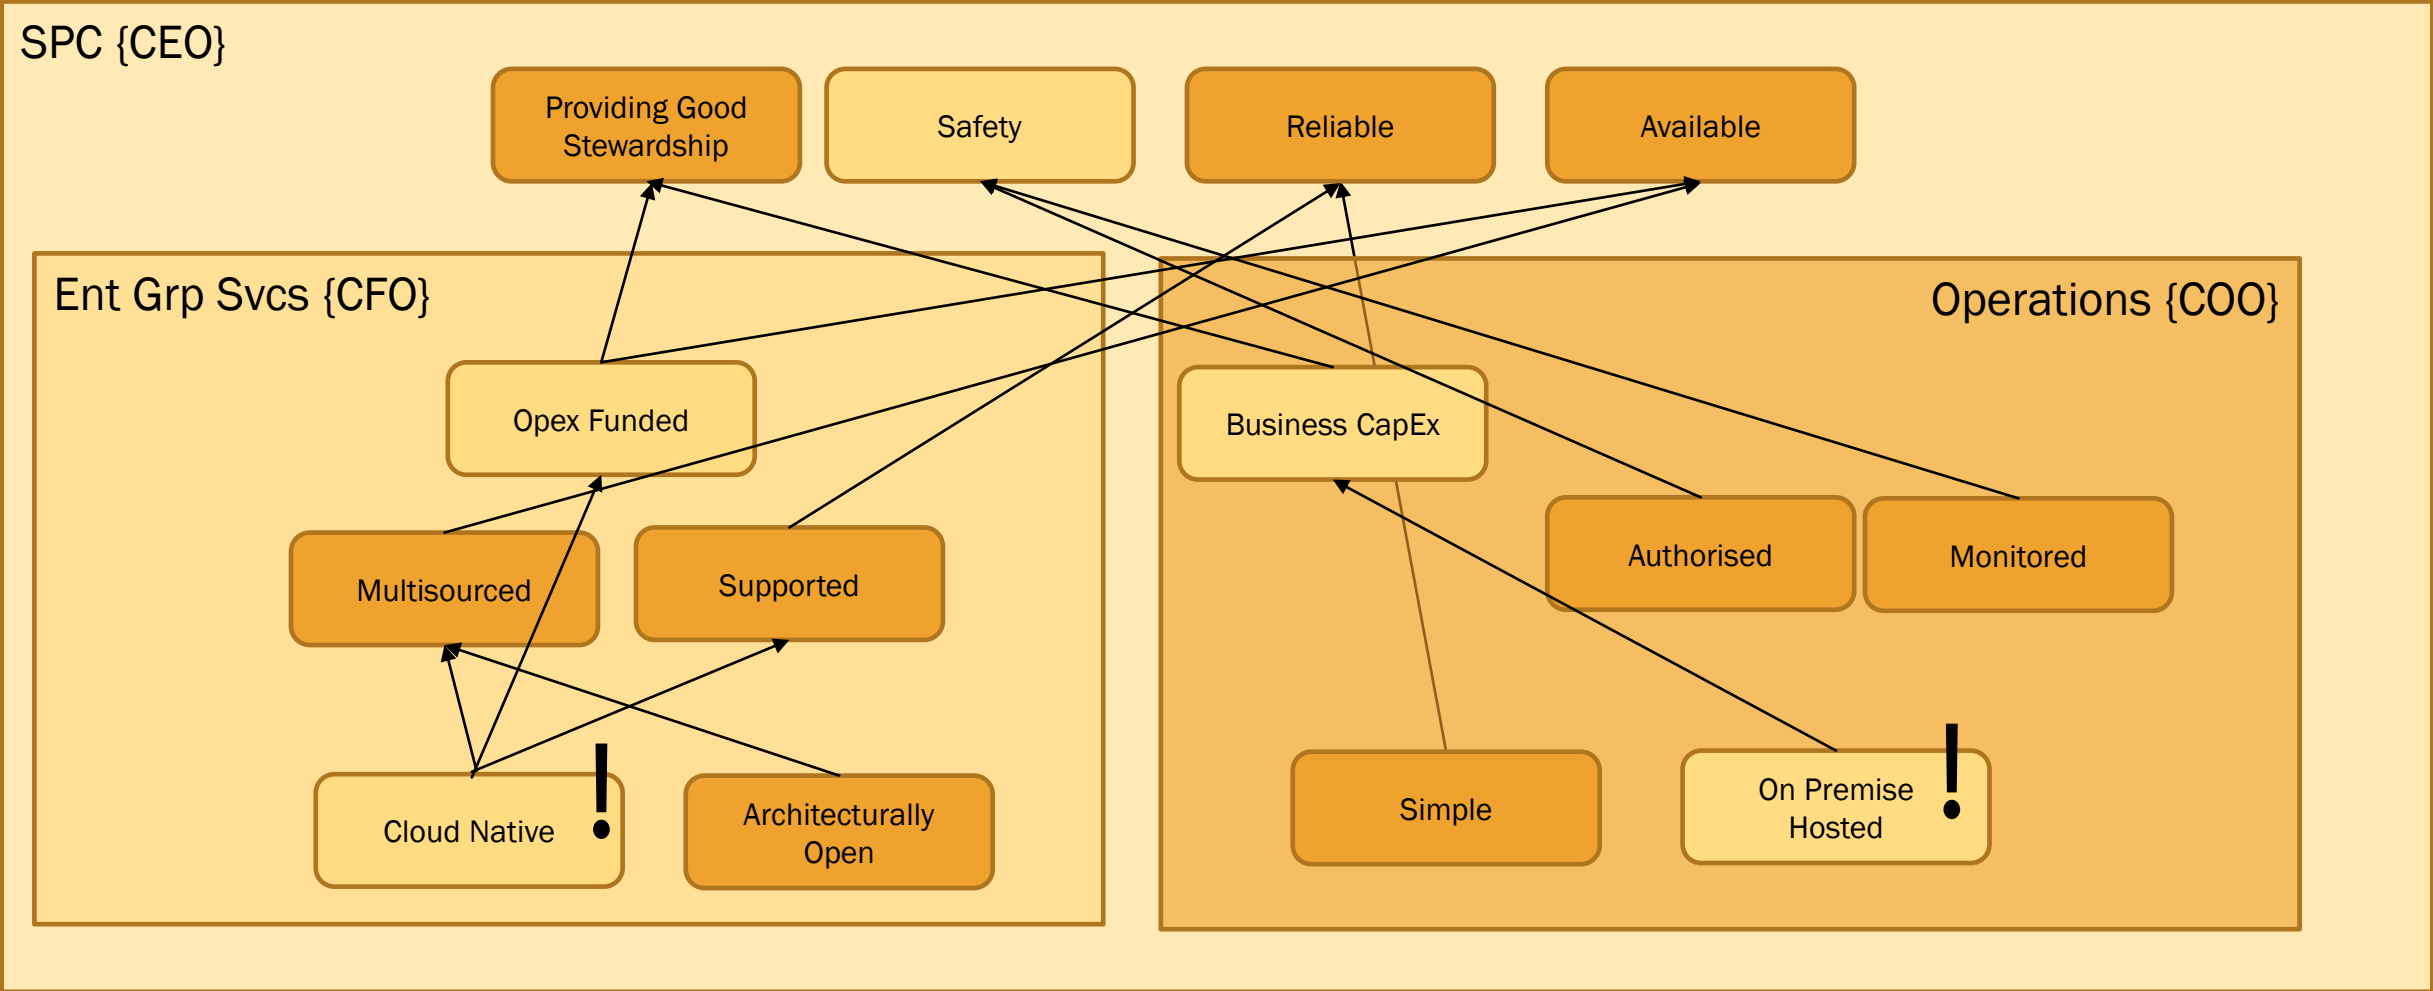 SPC {CEO}
Providing Good
Stewardship
Safety
Reliable
Available
Ent Grp Svcs {CFO}
Operations {COO}
Opex Funded
Business CapEx
Multisourced
Supported
Authorised
Monitored
Cloud Native
!
Architecturally
Open
Simple
On Premise
Hosted
!